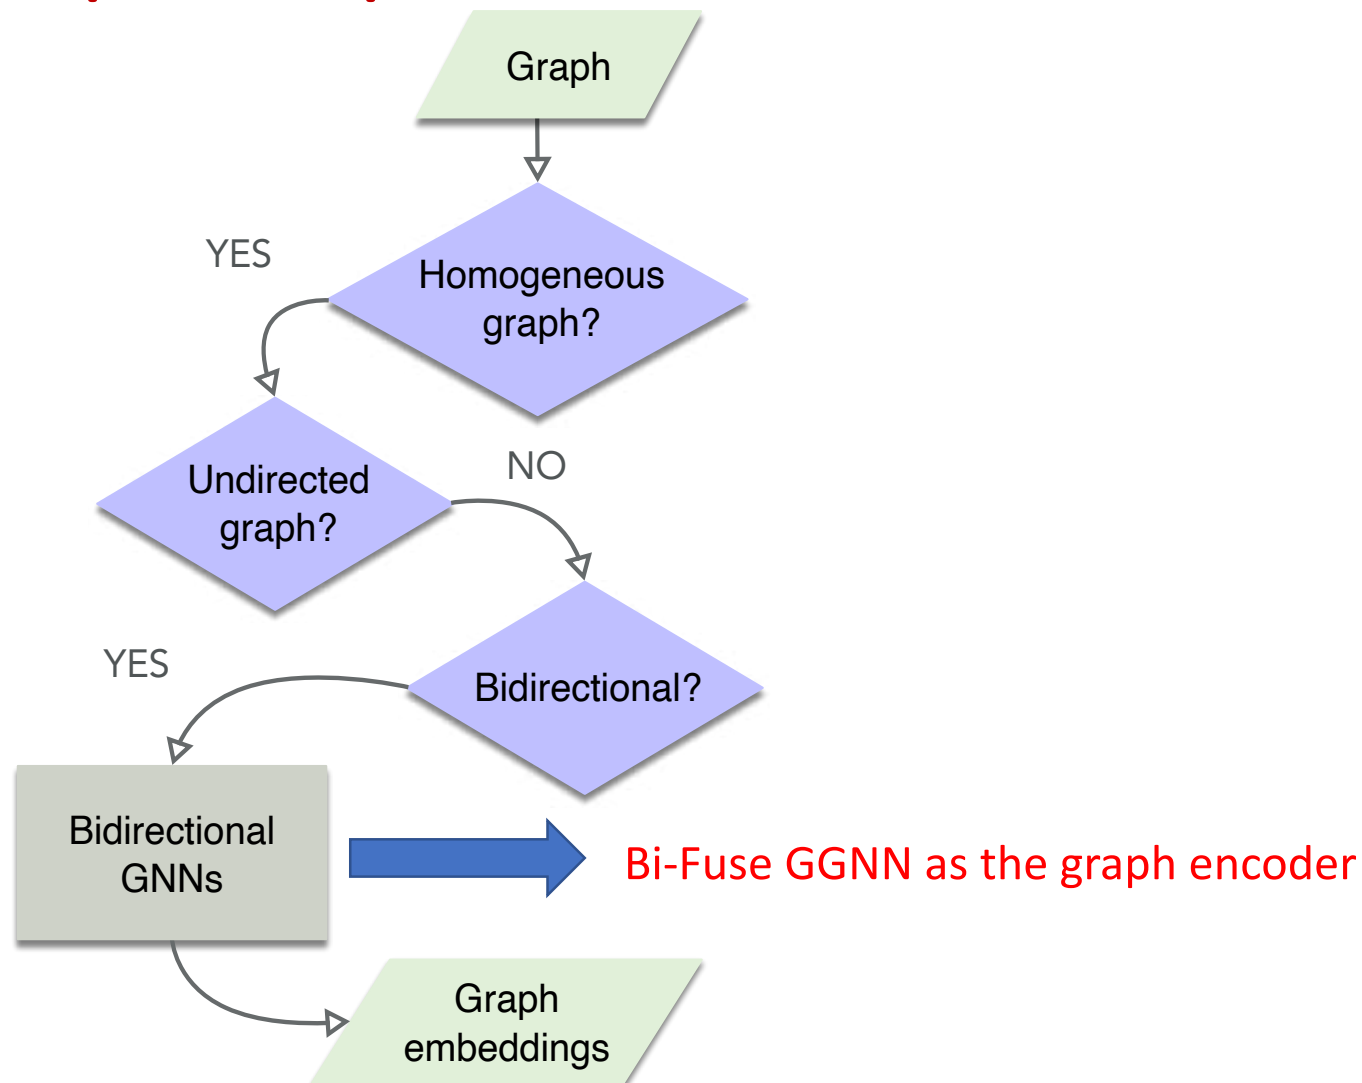 Graph
YES
Homogeneous
graph?
Undirected
graph?
NO
YES
Bidirectional?
Bidirectional
GNNs
Bi-Fuse GGNN as the graph encoder
Graph
embeddings